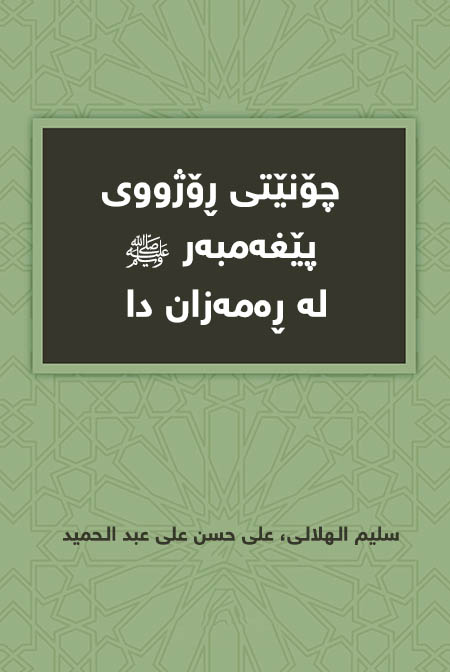 چۆنێتی ڕۆژووی
پێغەمبەر ﷺ
لە ڕەمەزان دا
سليم الهلالى، على حسن على عبد الحميد